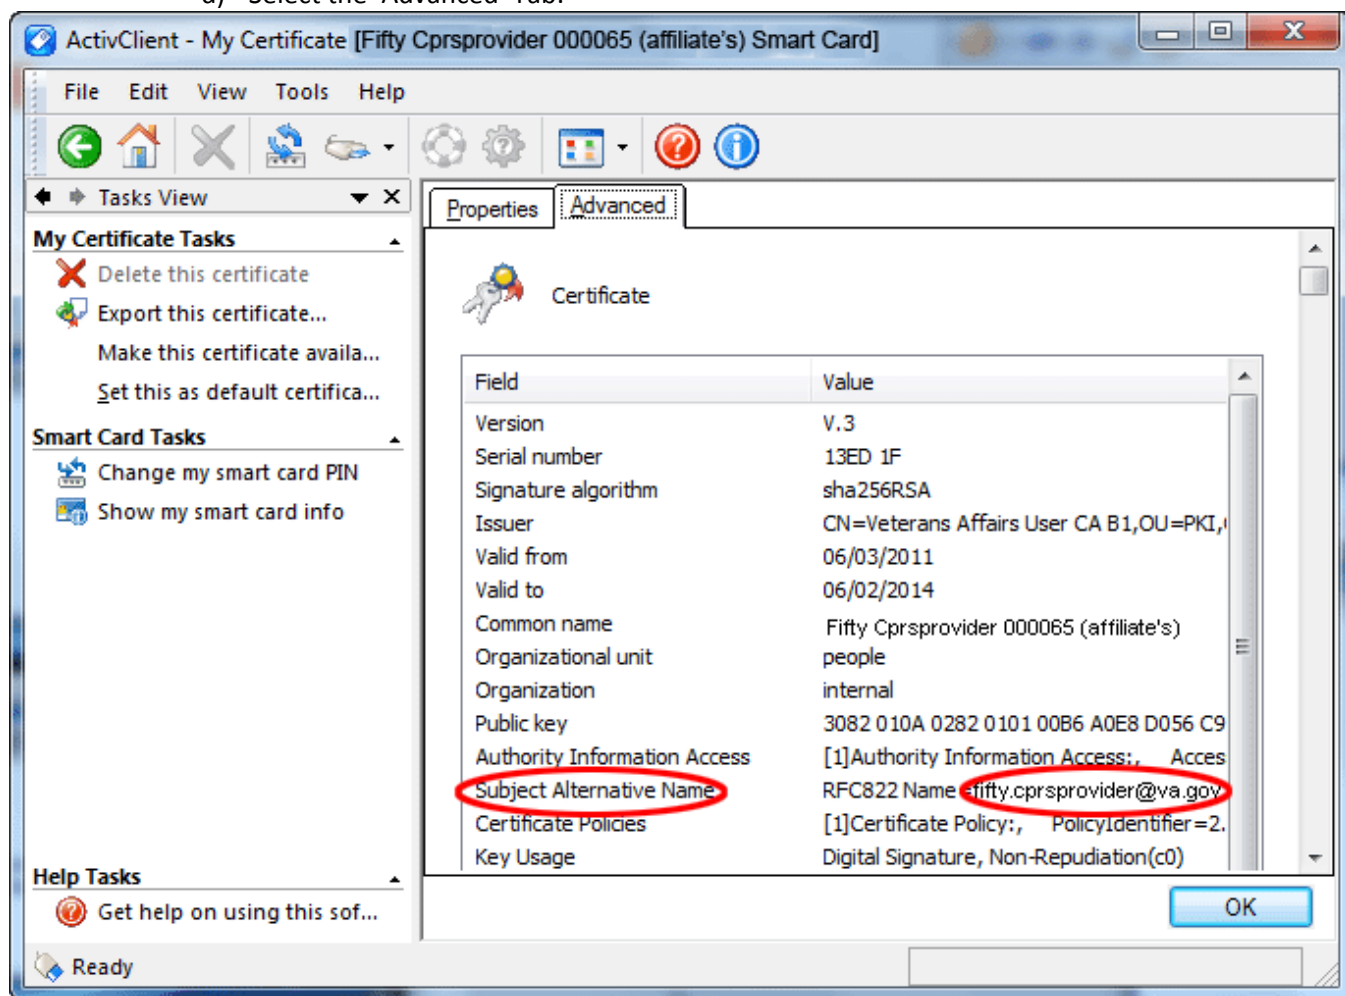 a) Select the "Advanced" Tab.
ActivClient - My Certificate [Fifty Cprsprovider 000065 (affiliate's) Smart Card]
File Edit View Tools Help
Tasks View
Properties Advanced
My Certificate Tasks
Delete this certificate
Export this certificate...
Make this certificate availa...
Set this as default certifica...
Smart Card Tasks
Change my smart card PIN
Show my smart card info
Help Tasks
Get help on using this sof...
Certificate
Field Value
Version V.3
Serial number 13ED 1F
Signature algorithm sha256RSA
Issuer CN=Veterans Affairs User CA B1,OU=PKI,
Valid from 06/03/2011
Valid to 06/02/2014
Common name Fifty Cprsprovider 000065 (affiliate's)
Organizational unit people
Organization internal
Public key 3082 010A 0282 0101 00B6 A0E8 D056 C9
Authority Information Access [1]Authority Information Access:, Acces
Subject Alternative Name RFC822 Name=fifty.cprsprovider@va.gov
Certificate Policies [1]Certificate Policy:, PolicyIdentifier=2.
Key Usage Digital Signature, Non-Repudiation(c0)
OK
Ready